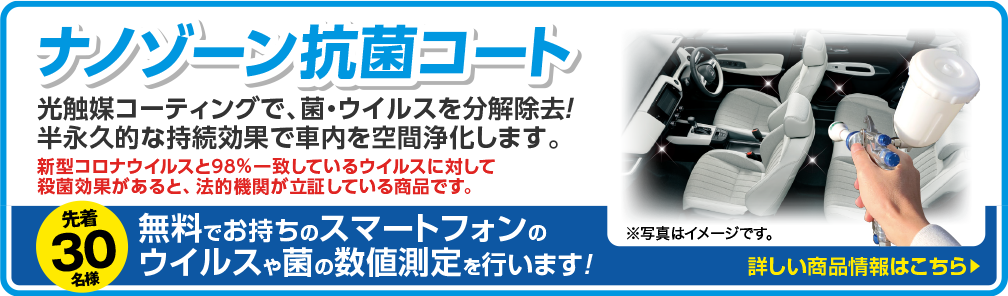 ナノゾーン抗菌コート
光触媒コーティングで、菌・ウイルスを分解除去!
半永久的な持続効果で車内を空間浄化します。
新型コロナウイルスと98%一致しているウイルスに対して
殺菌効果があると、法的機関が立証している商品です。
先着
30
名様
無料でお持ちのスマートフォンの
ウイルスや菌の数値測定を行います!
※写真はイメージです。
詳しい商品情報はこちら▶